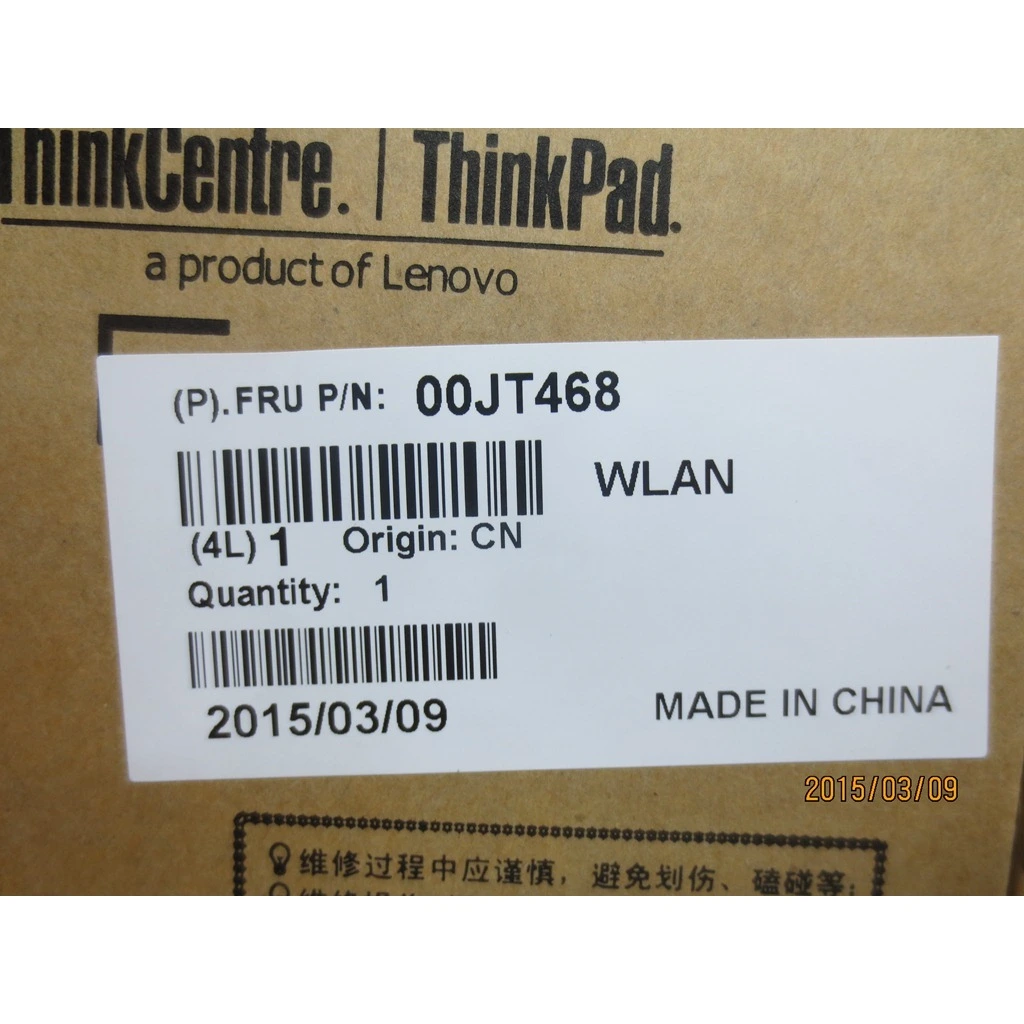 ThinkCentre. | ThinkPad.
a product of Lenovo
(P).FRU P/N: 00JT468
WLAN
(4L) 1 Origin: CN
Quantity: 1
2015/03/09
MADE IN CHINA
2015/03/09
维修过程中应谨慎，避免划伤、磕碰等；